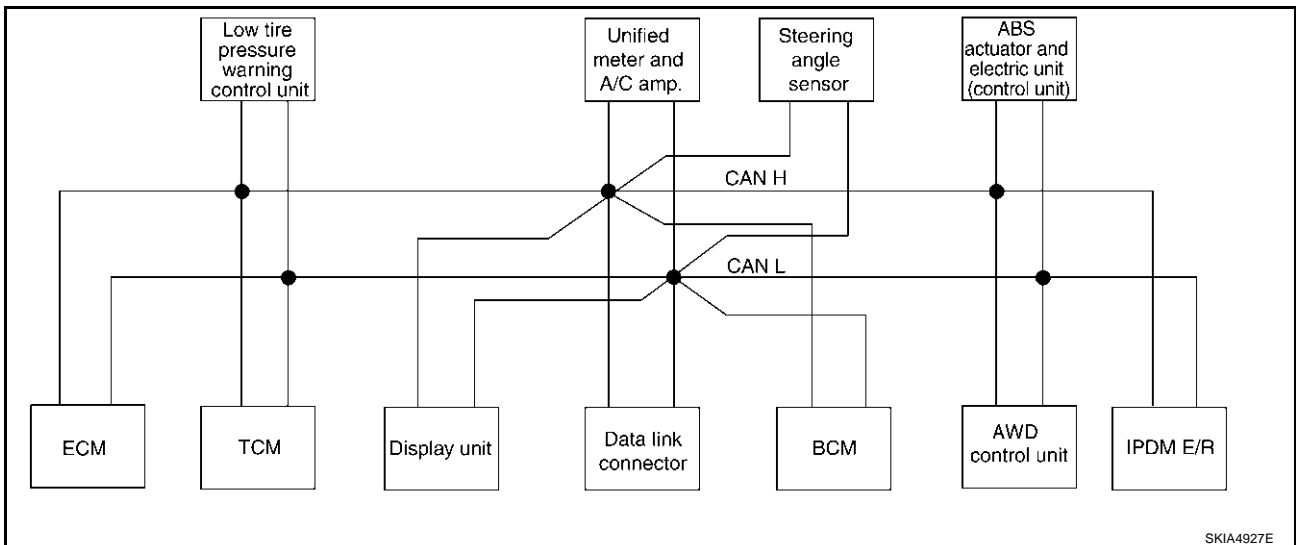 Low tire
pressure
warning
control unit
Unified
meter and
A/C amp.
Steering
angle
sensor
ABS
actuator and
electric unit
(control unit)
CAN H
CAN L
ECM
TCM
Display unit
Data link
connector
BCM
AWD
control unit
IPDM E/R
SKIA4927E